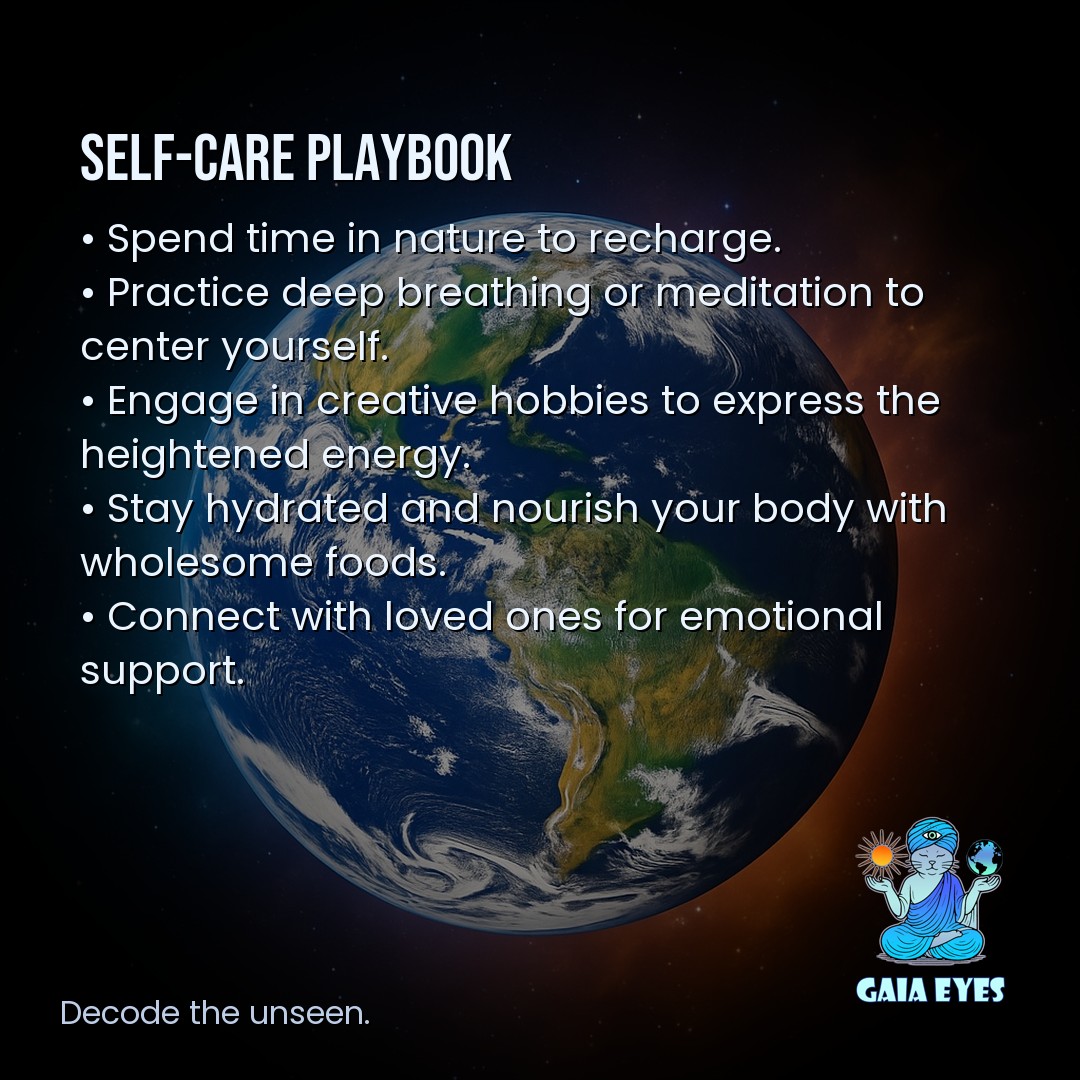 SELF-CARE PLAYBOOK
• Spend time in nature to recharge.
• Practice deep breathing or meditation to
center yourself.
• Engage in creative hobbies to express the
heightened energy.
• Stay hydrated and nourish your body with
wholesome foods.
• Connect with loved ones for emotional
support.
GAIA EYES
Decode the unseen.